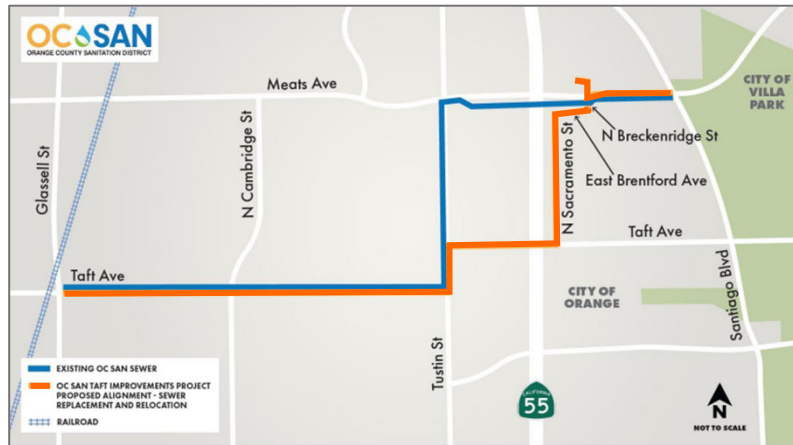 OC SAN
ORANGE COUNTY SANITATION DISTRICT
Meats Ave
CITY OF
VILLA
PARK
N Breckenridge St
East Brentford Ave
Glassell St
N Cambridge St
N Sacramento St
Taft Ave
Taft Ave
CITY OF
ORANGE
Santiago Blvd
Tustin St
EXISTING OC SAN SEWER
OC SAN TAFT IMPROVEMENTS PROJECT
PROPOSED ALIGNMENT - SEWER
REPLACEMENT AND RELOCATION
RAILROAD
CALIFORNIA
55
N
NOT TO SCALE